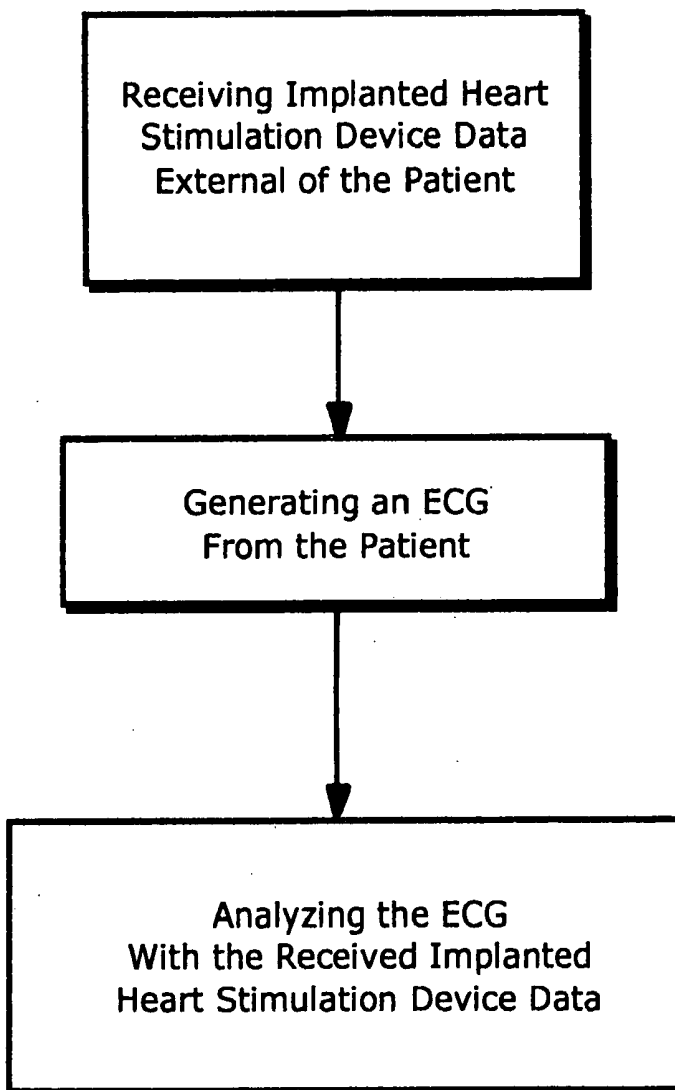 Receiving Implanted Heart
Stimulation Device Data
External of the Patient
Generating an ECG
From the Patient
Analyzing the ECG
With the Received Implanted
Heart Stimulation Device Data